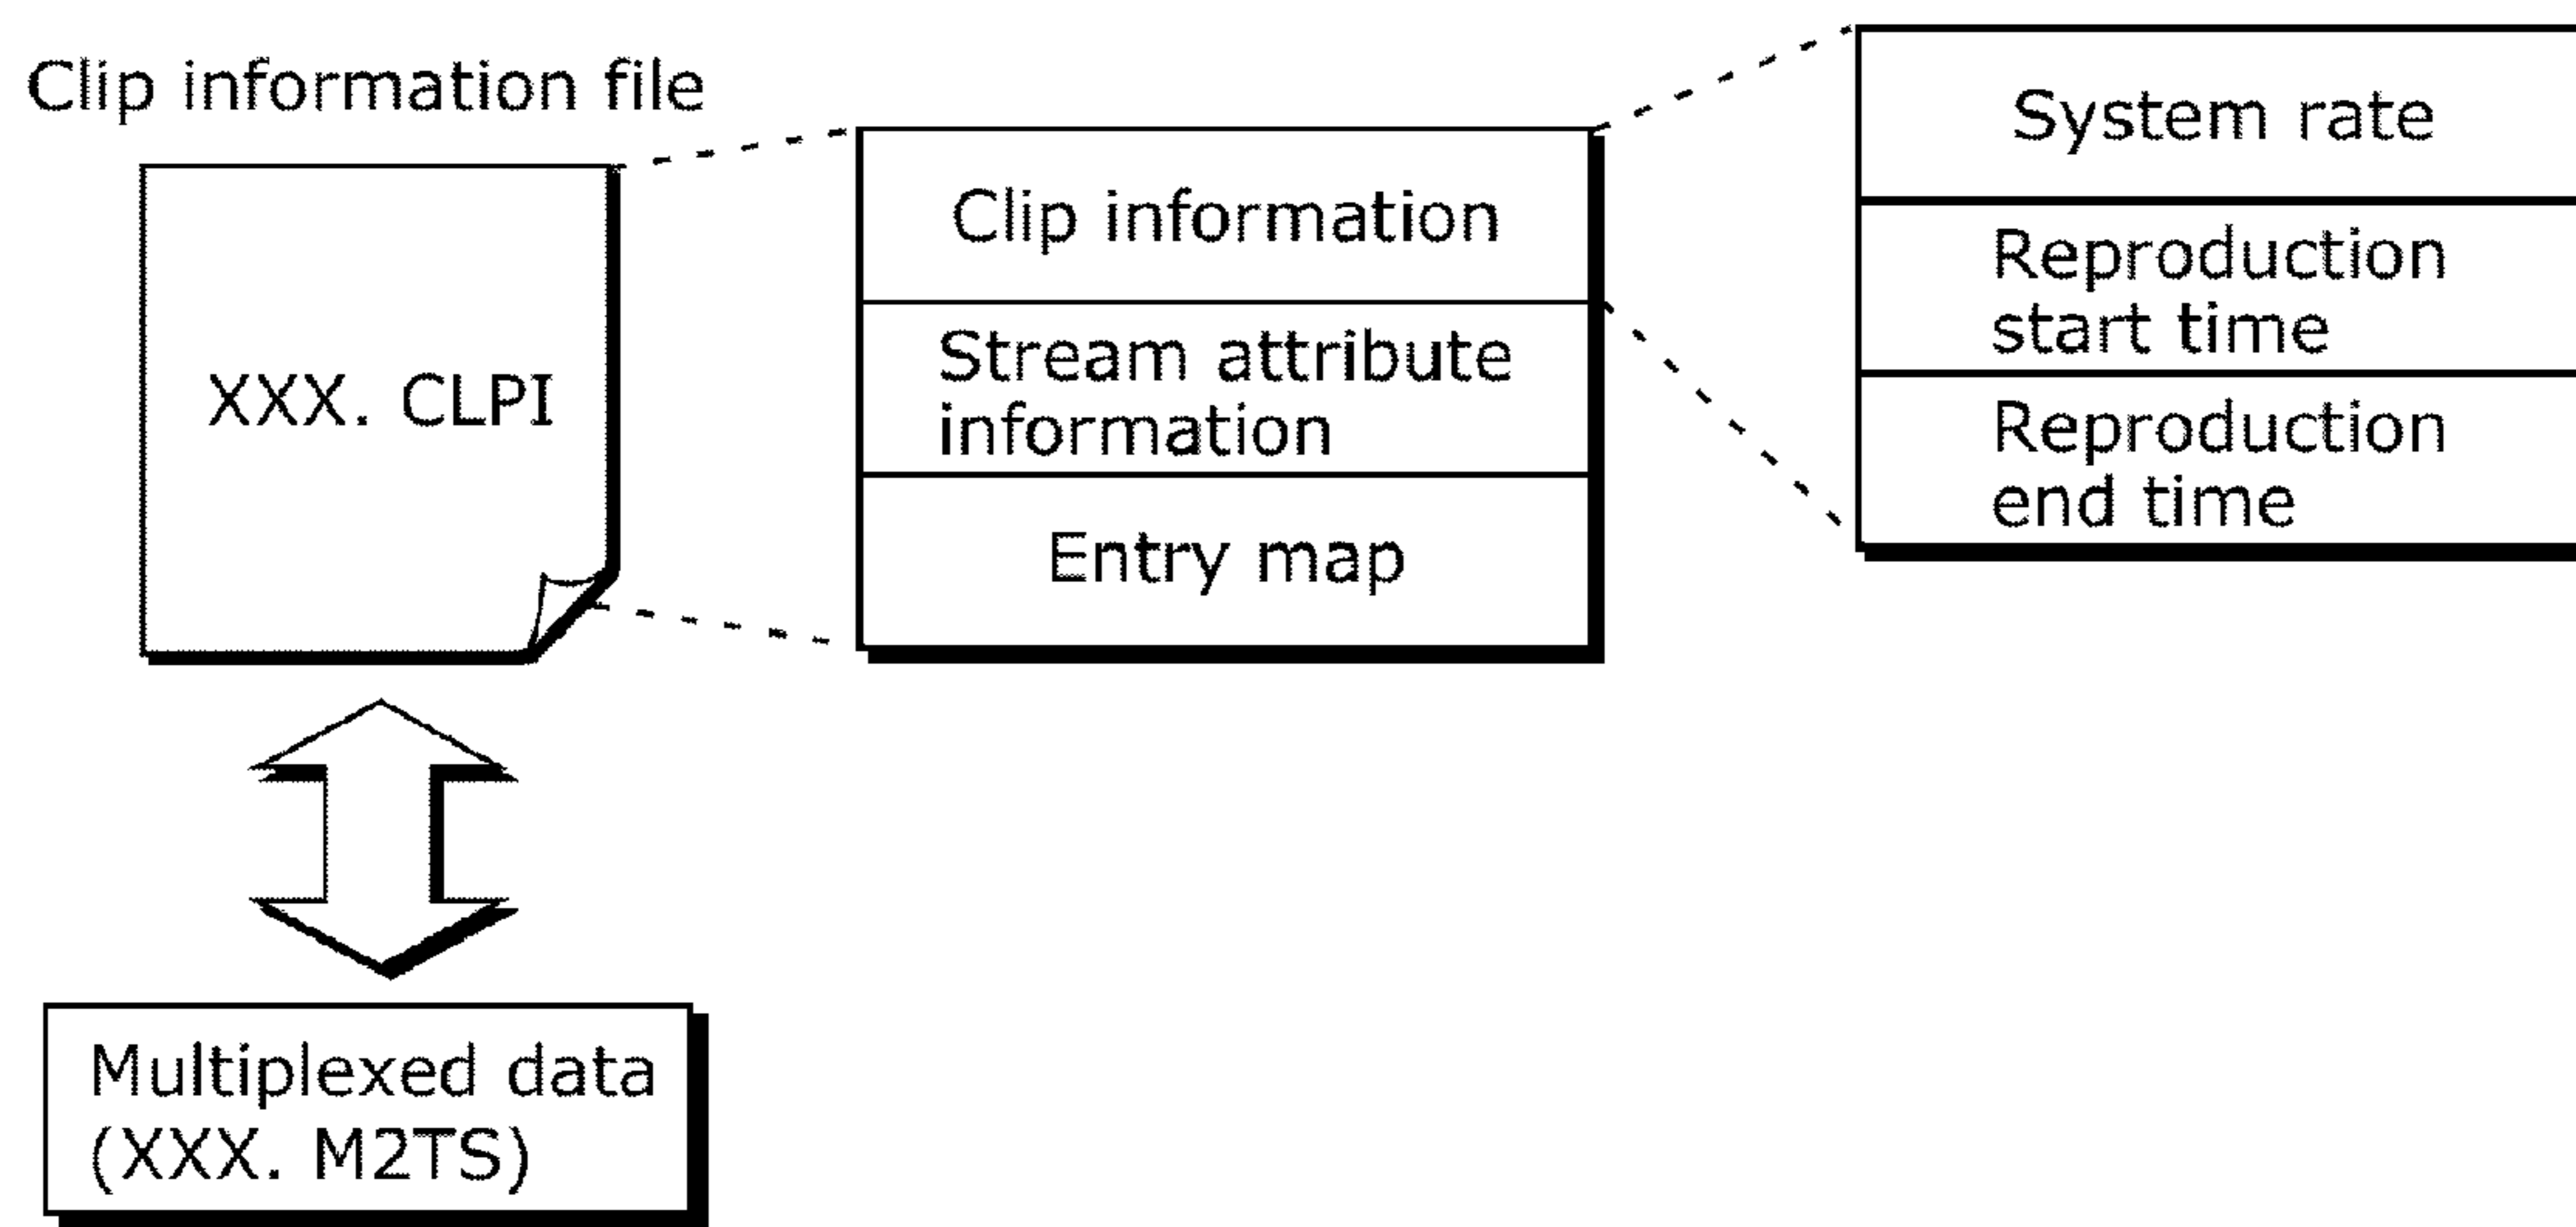 Clip information file
XXX. CLPI
Multiplexed data
(XXX. M2TS)
Clip information
Stream attribute
information
Entry map
System rate
Reproduction
start time
Reproduction
end time